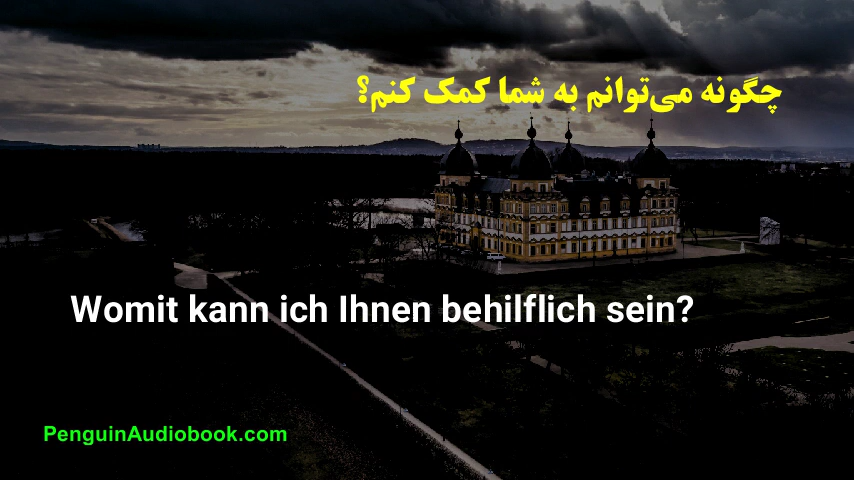 چگونه می‌توانم به شما کمک کنم؟
Womit kann ich Ihnen behilflich sein?
PenguinAudiobook.com